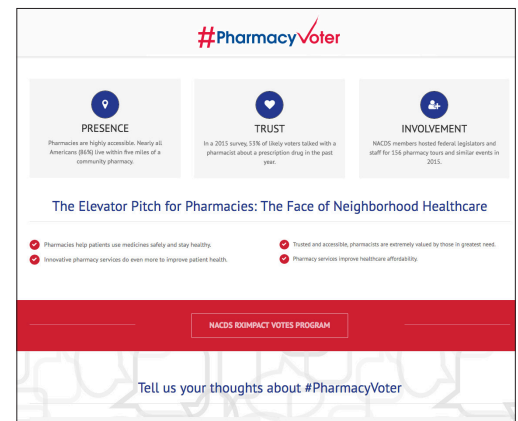 #PharmacyVoter
PRESENCE
Pharmacies are highly accessible. Nearly all
Americans (86%) live within five miles of a
community pharmacy.
TRUST
In a 2015 survey, 53% of likely voters talked with a
pharmacist about a prescription drug in the past
year.
INVOLVEMENT
NACDS members hosted federal legislators and
staff for 156 pharmacy tours and similar events in
2015.
The Elevator Pitch for Pharmacies: The Face of Neighborhood Healthcare
Pharmacies help patients use medicines safely and stay healthy.
Innovative pharmacy services do even more to improve patient health.
Trusted and accessible, pharmacists are extremely valued by those in greatest need.
Pharmacy services improve healthcare affordability.
NACDS RXIMPACT VOTES PROGRAM
Tell us your thoughts about #PharmacyVoter